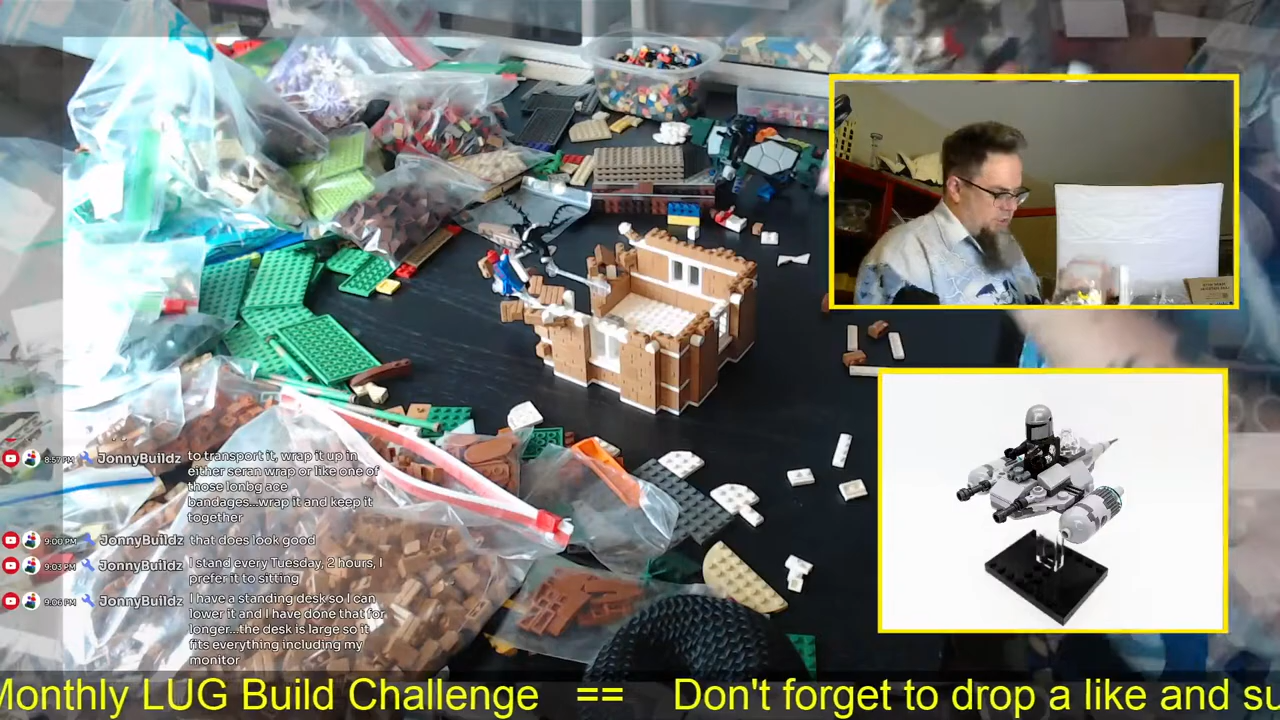 8:57 PM JonnyBuildz to transport it, wrap it up in
either seran wrap or like one of
those lonbg ace
bandages...wrap it and keep it
together
9:00 PM JonnyBuildz that does look good
9:03 PM JonnyBuildz I stand every Tuesday, 2 hours, I
prefer it to sitting
9:06 PM JonnyBuildz I have a standing desk so I can
lower it and I have done that for
longer...the desk is large so it
fits everything including my
monitor
Monthly LUG Build Challenge == Don't forget to drop a like and su